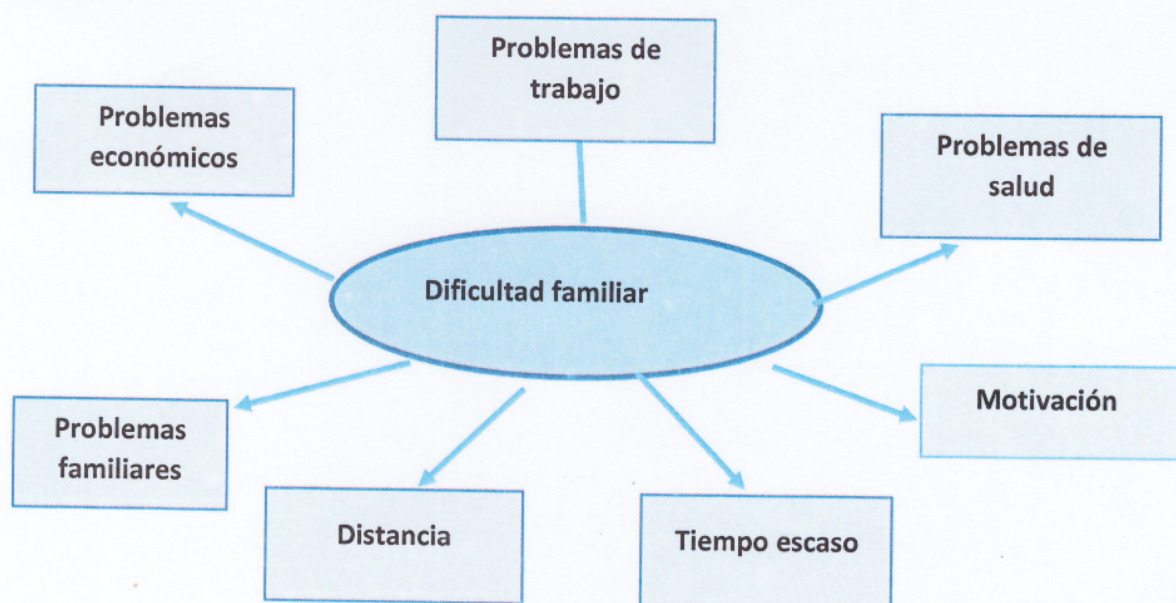 Problemas de
trabajo
Problemas
económicos
Problemas de
salud
Dificultad familiar
Motivación
Problemas
familiares
Distancia
Tiempo escaso